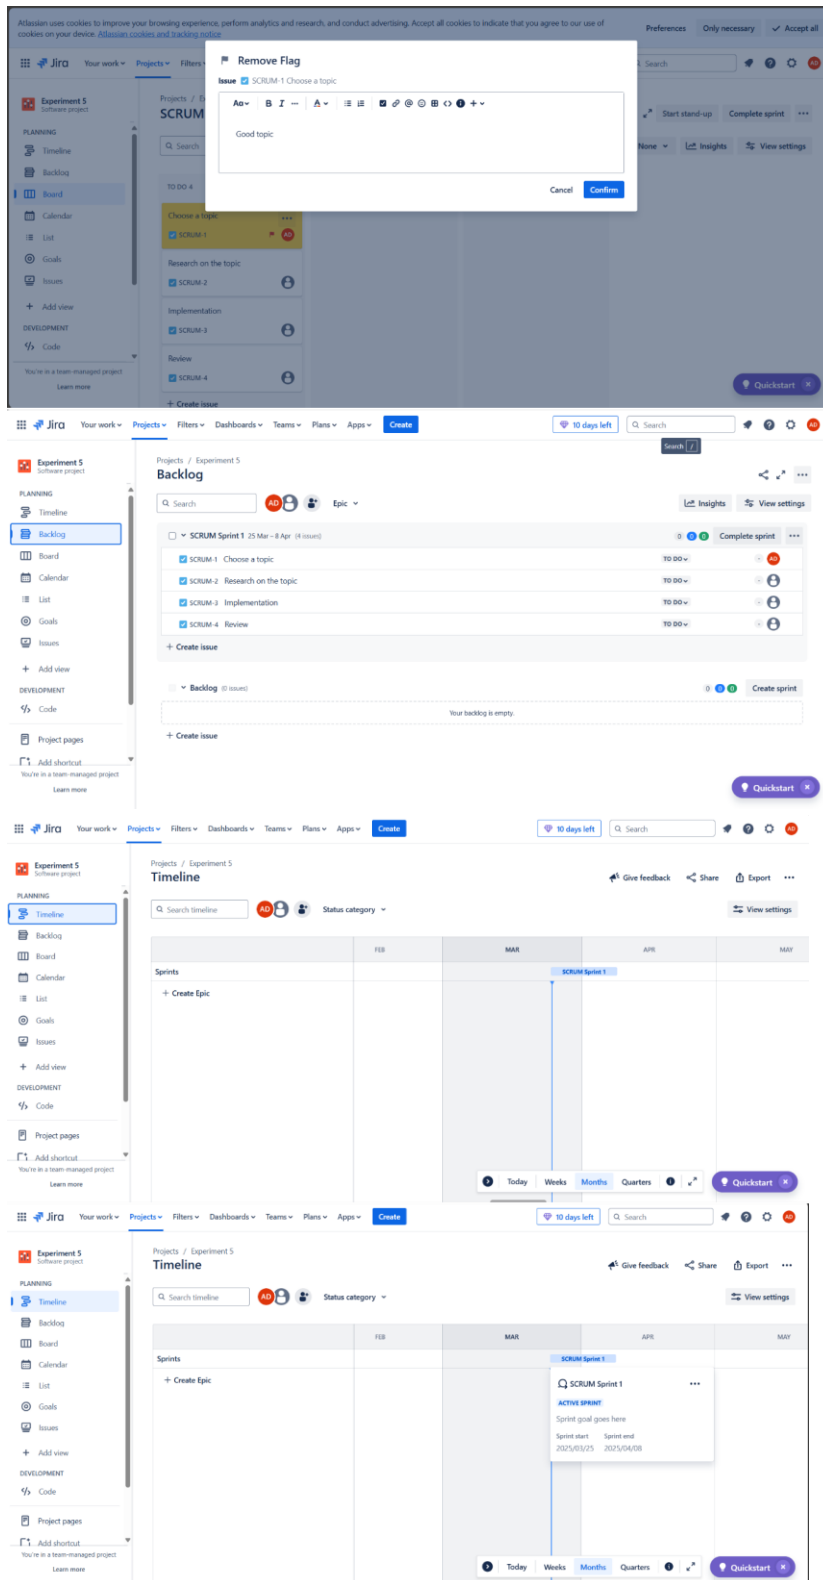 Atlassian uses cookies to improve your browsing experience, perform analytics and research, and conduct advertising. Accept all cookies to indicate that you agree to our use of
cookies on your device. Atlassian cookies and tracking notice
Preferences Only necessary Accept all
Jira Your work Projects Filters Search
Remove Flag
Issue SCRUM-1 Choose a topic
Aa B I A
Good topic
Cancel Confirm
Experiment 5
Software project
Projects / E
SCRUM
Start stand-up Complete sprint
PLANNING
Timeline
Backlog
Board
Calendar
List
Goals
Issues
Add view
DEVELOPMENT
Code
You're in a team-managed project
Learn more
Search
None Insights View settings
TO DO 4
Choose a topic
SCRUM-1 AD
Research on the topic
SCRUM-2
Implementation
SCRUM-3
Review
SCRUM-4
+ Create issue
Quickstart
Jira Your work Projects Filters Dashboards Teams Plans Apps Create 10 days left Search AD
Search /
Experiment 5
Software project
PLANNING
Timeline
Backlog
Board
Calendar
List
Goals
Issues
Add view
DEVELOPMENT
Code
Project pages
Add shortcut
You're in a team-managed project
Learn more
Projects / Experiment 5
Backlog
Search AD Epic Insights View settings
SCRUM Sprint 1 25 Mar – 8 Apr (4 issues) 0 0 0 Complete sprint
SCRUM-1 Choose a topic TO DO AD
SCRUM-2 Research on the topic TO DO
SCRUM-3 Implementation TO DO
SCRUM-4 Review TO DO
+ Create issue
Backlog (0 issues) 0 0 0 Create sprint
Your backlog is empty.
+ Create issue
Quickstart
Jira Your work Projects Filters Dashboards Teams Plans Apps Create 10 days left Search AD
Experiment 5
Software project
PLANNING
Timeline
Backlog
Board
Calendar
List
Goals
Issues
Add view
DEVELOPMENT
Code
Project pages
Add shortcut
You're in a team-managed project
Learn more
Projects / Experiment 5
Timeline
Give feedback Share Export
Search timeline AD Status category View settings
FEB MAR APR MAY
Sprints SCRUM Sprint 1
+ Create Epic
Today Weeks Months Quarters
Quickstart
Jira Your work Projects Filters Dashboards Teams Plans Apps Create 10 days left Search AD
Experiment 5
Software project
PLANNING
Timeline
Backlog
Board
Calendar
List
Goals
Issues
Add view
DEVELOPMENT
Code
Project pages
Add shortcut
You're in a team-managed project
Learn more
Projects / Experiment 5
Timeline
Give feedback Share Export
Search timeline AD Status category View settings
FEB MAR APR MAY
Sprints SCRUM Sprint 1
+ Create Epic
SCRUM Sprint 1
ACTIVE SPRINT
Sprint goal goes here
Sprint start Sprint end
2025/03/25 2025/04/08
Today Weeks Months Quarters
Quickstart